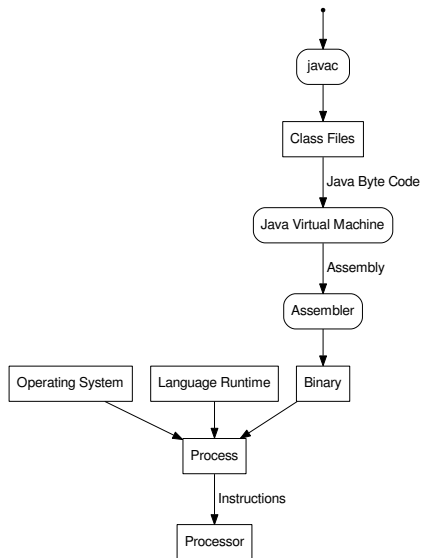 javac
Class Files
Java Byte Code
Java Virtual Machine
Assembly
Assembler
Operating System
Language Runtime
Binary
Process
Instructions
Processor